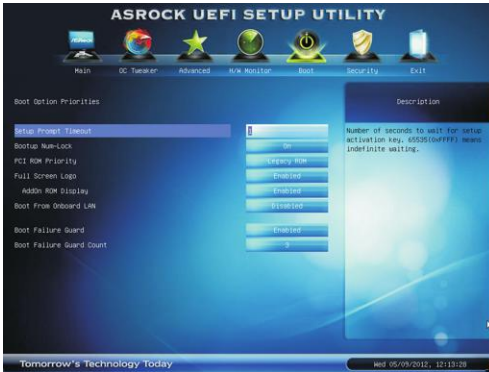 ASROCK UEFI SETUP UTILITY
Main OC Tweaker Advanced H/W Monitor Boot Security Exit
Boot Option Priorities
Description
Setup Prompt Timeout 1
Number of seconds to wait for setup
activation key. 65535(0xFFFF) means
indefinite waiting.
Bootup Num-Lock On
PCI ROM Priority Legacy ROM
Full Screen Logo Enabled
AddOn ROM Display Enabled
Boot From Onboard LAN Disabled
Boot Failure Guard Enabled
Boot Failure Guard Count 3
Tomorrow's Technology Today
Wed 05/09/2012, 12:13:28